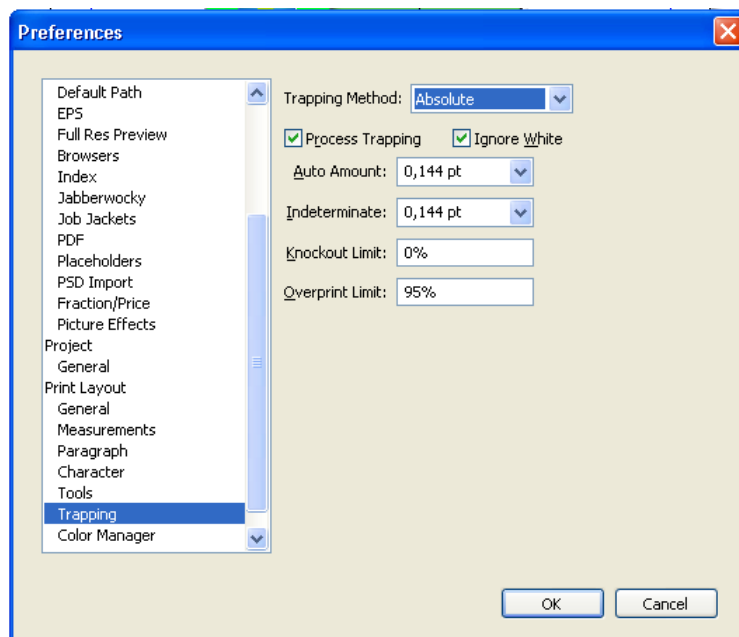 Preferences
Default Path
EPS
Full Res Preview
Browsers
Index
Jabberwocky
Job Jackets
PDF
Placeholders
PSD Import
Fraction/Price
Picture Effects
Project
General
Print Layout
General
Measurements
Paragraph
Character
Tools
Trapping
Color Manager
Trapping Method: Absolute
Process Trapping Ignore White
Auto Amount: 0,144 pt
Indeterminate: 0,144 pt
Knockout Limit: 0%
Overprint Limit: 95%
OK Cancel